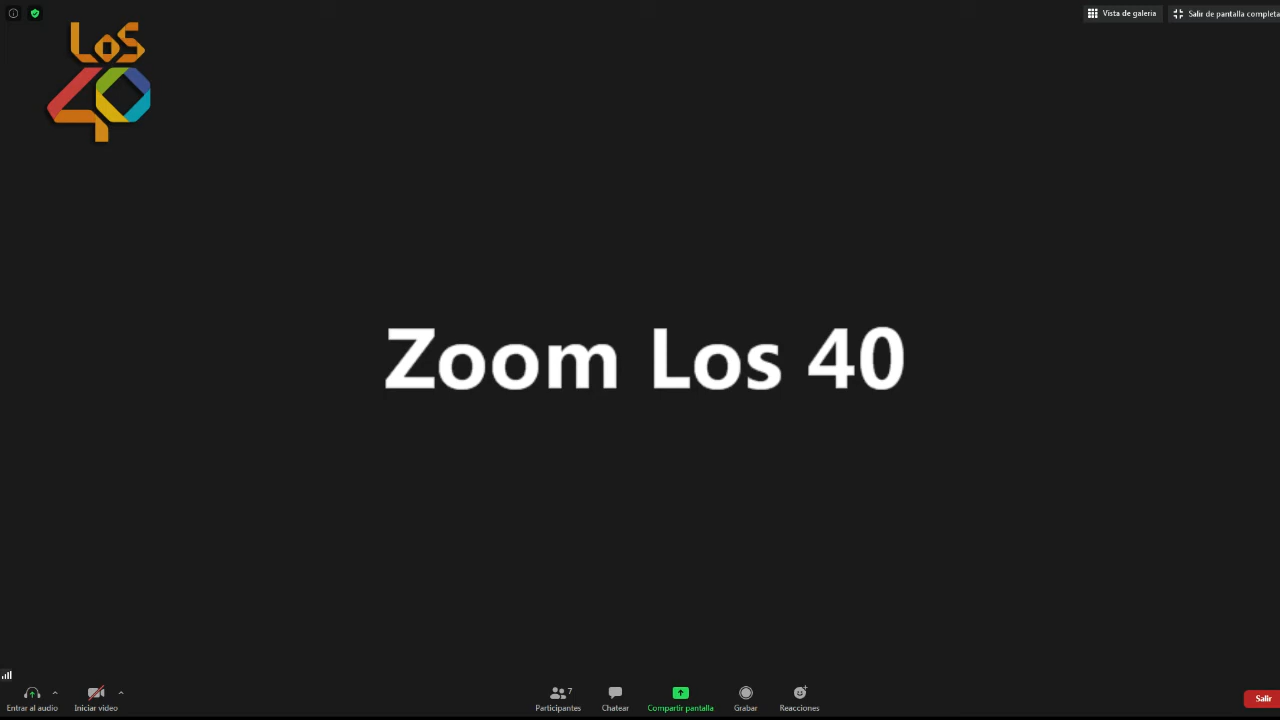 Vista de galería
Salir de pantalla completa
LOS
40
Zoom Los 40
Entrar al audio
Iniciar video
7
Participantes
Chatear
Compartir pantalla
Grabar
Reacciones
Salir